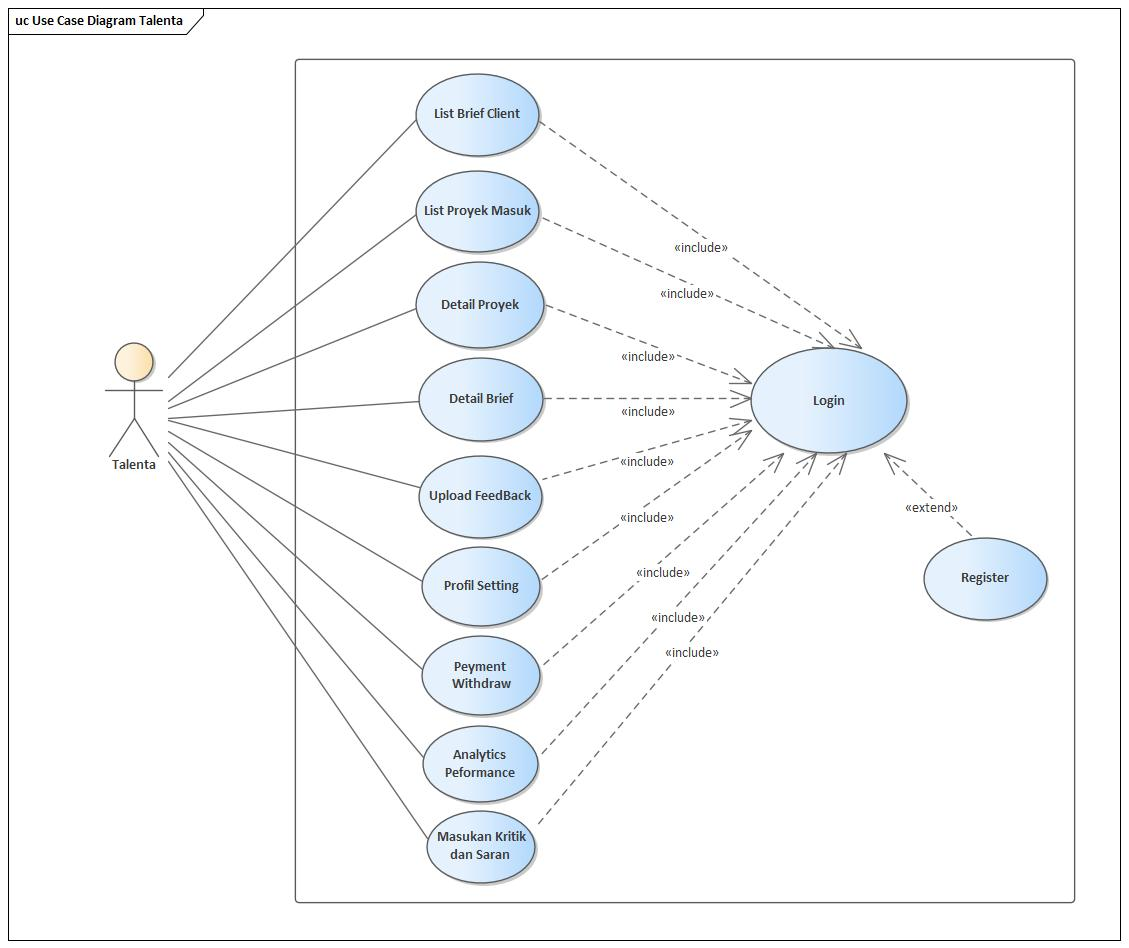 uc Use Case Diagram Talenta
List Brief Client
List Proyek Masuk
«include»
«include»
Detail Proyek
«include»
Detail Brief
Login
«include»
Talenta
«include»
Upload FeedBack
«extend»
«include»
Profil Setting
«include»
Register
«include»
Peyment
Withdraw
«include»
Analytics
Peformance
Masukan Kritik
dan Saran